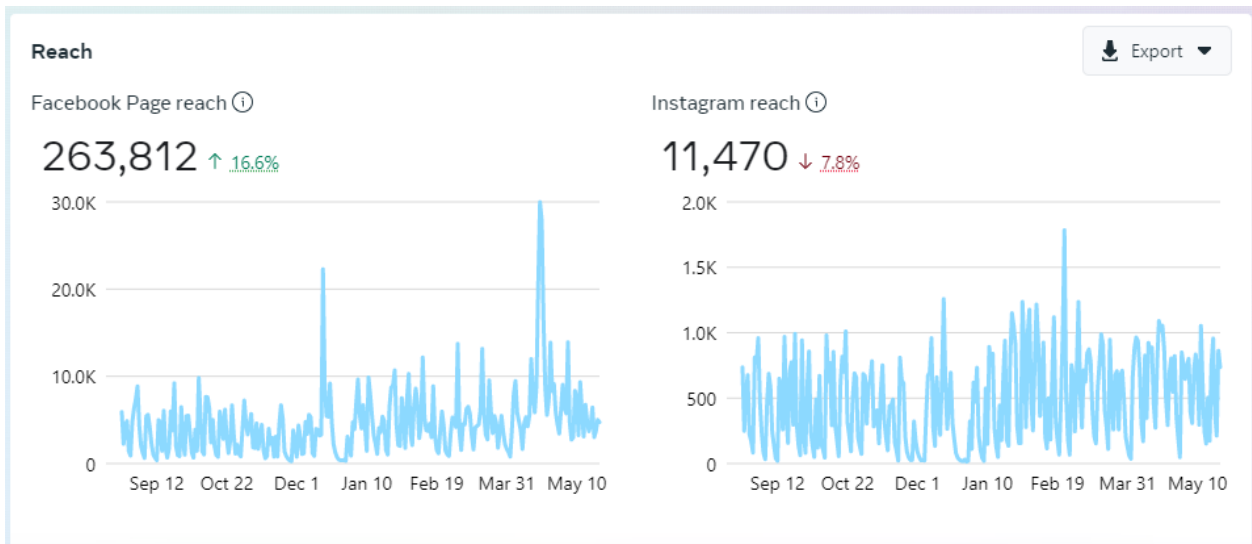 Reach
Export
Facebook Page reach
263,812 ↑ 16.6%
30.0K
20.0K
10.0K
0
Sep 12 Oct 22 Dec 1 Jan 10 Feb 19 Mar 31 May 10
Instagram reach
11,470 ↓ 7.8%
2.0K
1.5K
1.0K
500
0
Sep 12 Oct 22 Dec 1 Jan 10 Feb 19 Mar 31 May 10